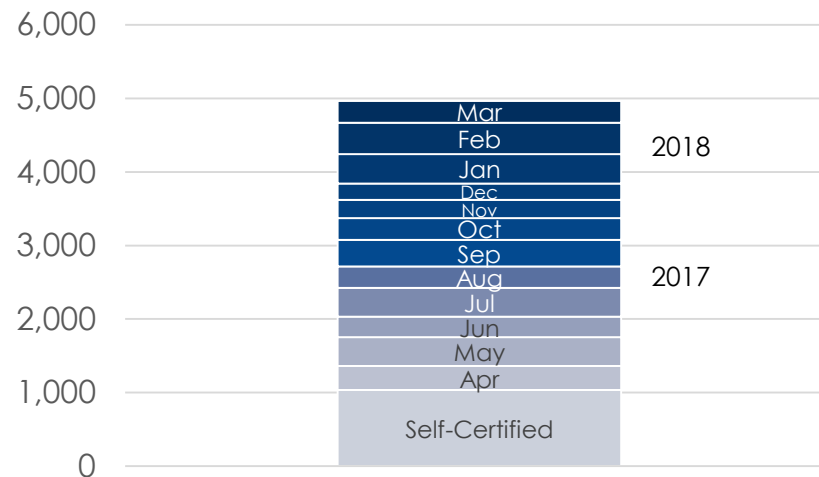 6,000
5,000
4,000
3,000
2,000
1,000
0
Mar
Feb
Jan
Dec
Nov
Oct
Sep
Aug
Jul
Jun
May
Apr
Self-Certified
2018
2017